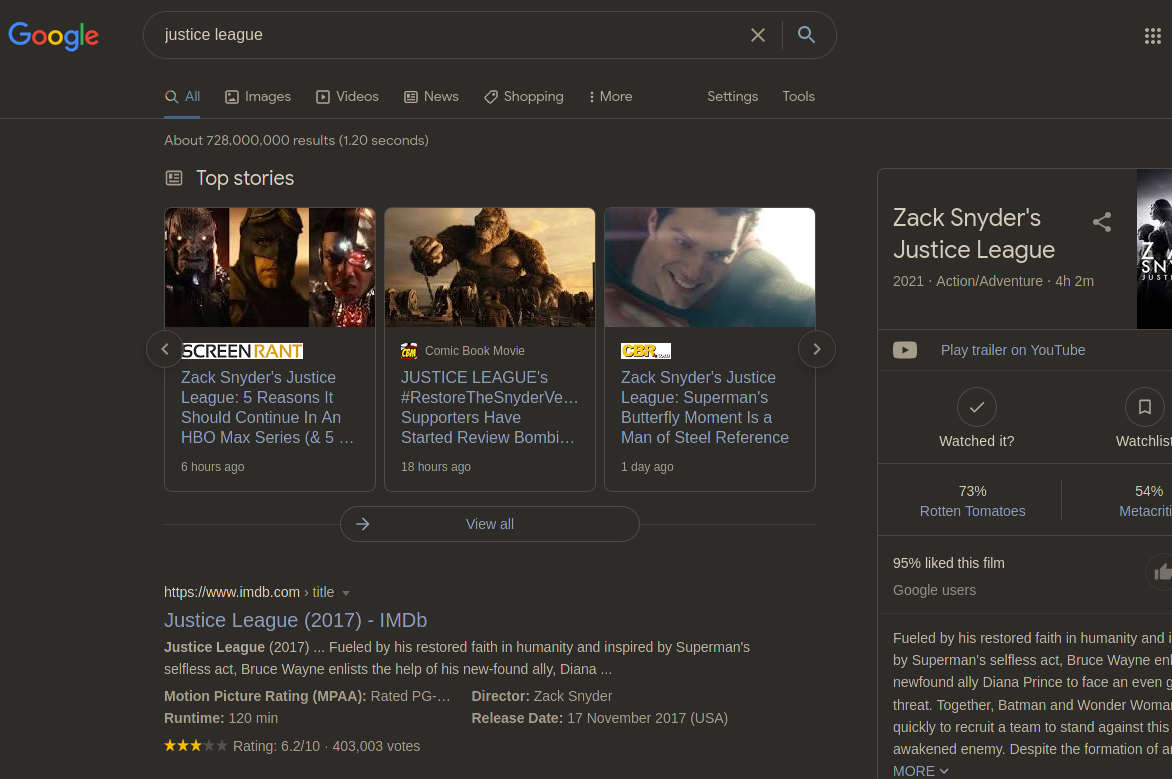 Google
justice league
All Images Videos News Shopping More Settings Tools
About 728,000,000 results (1.20 seconds)
Top stories
SCREENRANT
Zack Snyder's Justice
League: 5 Reasons It
Should Continue In An
HBO Max Series (& 5 ...
6 hours ago
CBM Comic Book Movie
JUSTICE LEAGUE's
#RestoreTheSnyderVe...
Supporters Have
Started Review Bombi...
18 hours ago
CBR.com
Zack Snyder's Justice
League: Superman's
Butterfly Moment Is a
Man of Steel Reference
1 day ago
View all
https://www.imdb.com › title
Justice League (2017) - IMDb
Justice League (2017) ... Fueled by his restored faith in humanity and inspired by Superman's
selfless act, Bruce Wayne enlists the help of his new-found ally, Diana ...
Motion Picture Rating (MPAA): Rated PG-... Director: Zack Snyder
Runtime: 120 min Release Date: 17 November 2017 (USA)
Rating: 6.2/10 · 403,003 votes
Zack Snyder's
Justice League
2021 · Action/Adventure · 4h 2m
Z
SN
JUST
Play trailer on YouTube
Watched it? Watchlist
73% 54%
Rotten Tomatoes Metacriti
95% liked this film
Google users
Fueled by his restored faith in humanity and i
by Superman's selfless act, Bruce Wayne enl
newfound ally Diana Prince to face an even g
threat. Together, Batman and Wonder Woma
quickly to recruit a team to stand against this
awakened enemy. Despite the formation of a
MORE